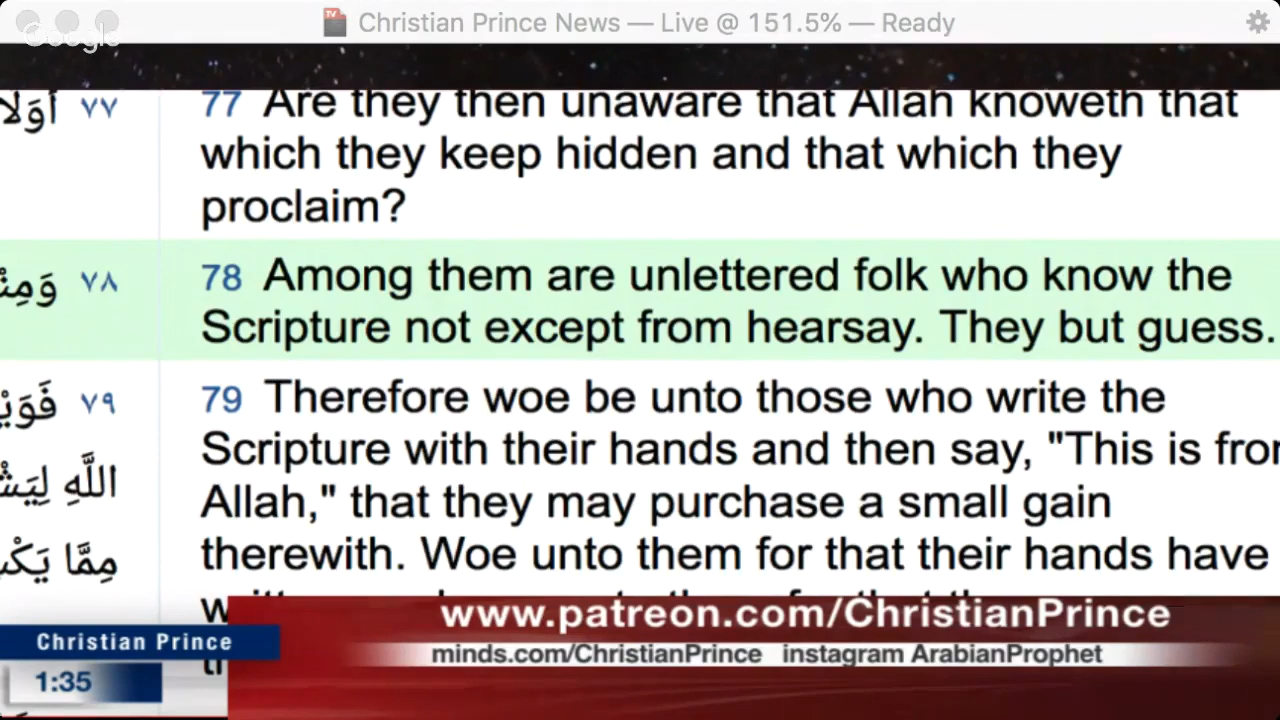 Christian Prince News — Live @ 151.5% — Ready
Google
٧٧ 77 Are they then unaware that Allah knoweth that
which they keep hidden and that which they
proclaim?
٧٨ 78 Among them are unlettered folk who know the
Scripture not except from hearsay. They but guess.
٧٩ 79 Therefore woe be unto those who write the
Scripture with their hands and then say, "This is
اللَّهِ
Allah," that they may purchase a small gain
therewith. Woe unto them for that their hands have
www.patreon.com/ChristianPrince
Christian Prince
minds.com/ChristianPrince instagram ArabianProphet
1:35